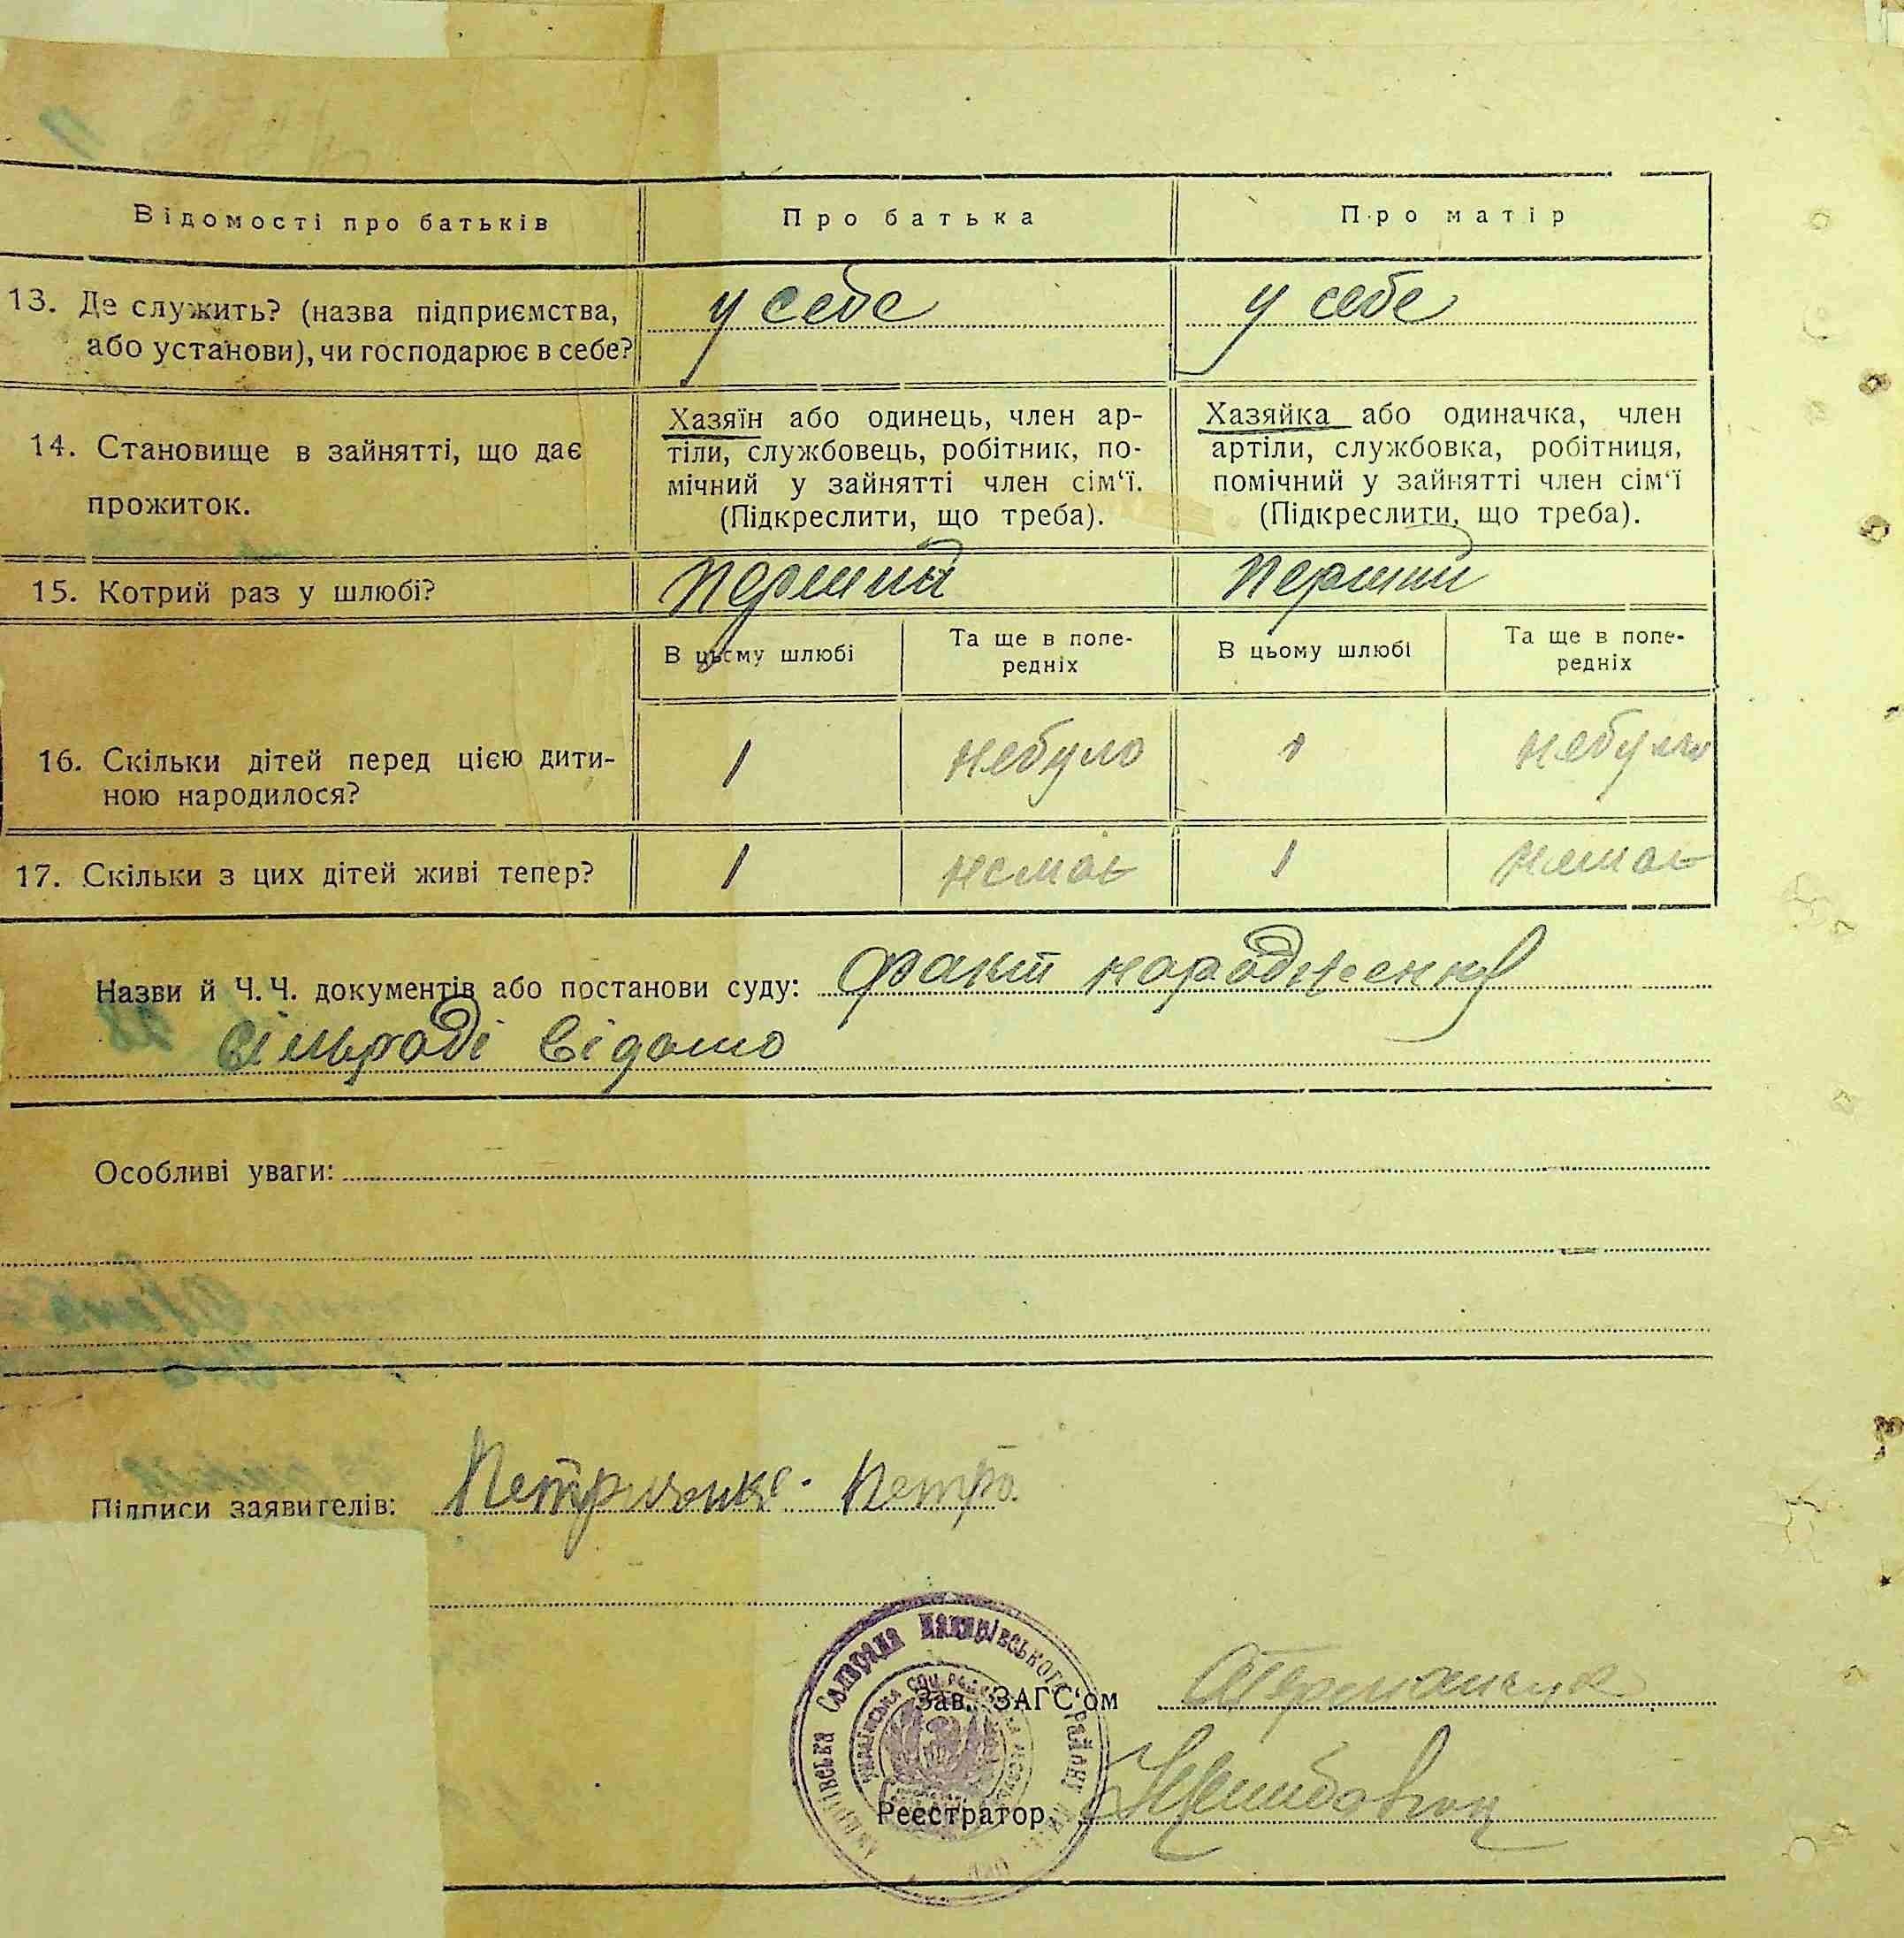 Відомості про батьків
Про батька
Про матір
13. Де служить? (назва підприємства,
або установи), чи господарює в себе?
у себе
у себе
14. Становище в зайнятті, що дає
прожиток.
Хазяїн або одинець, член ар-
тіли, службовець, робітник, по-
мічний у зайнятті член сім‘ї.
(Підкреслити, що треба).
Хазяйка або одиначка, член
артіли, службовка, робітниця,
помічний у зайнятті член сім‘ї
(Підкреслити, що треба).
15. Котрий раз у шлюбі?
перший
перший
В цьому шлюбі
Та ще в попе-
редніх
В цьому шлюбі
Та ще в попе-
редніх
16. Скільки дітей перед цією дити-
ною народилося?
1
небуло
1
небуло
17. Скільки з цих дітей живі тепер?
1
немає
1
немає
Назви й Ч. Ч. документів або постанови суду: факт народження
сільраді відомо
Особливі уваги:
Підписи заявителів: Петро
Сільрада
району
Зав. ЗАГС‘ом
Реєстратор